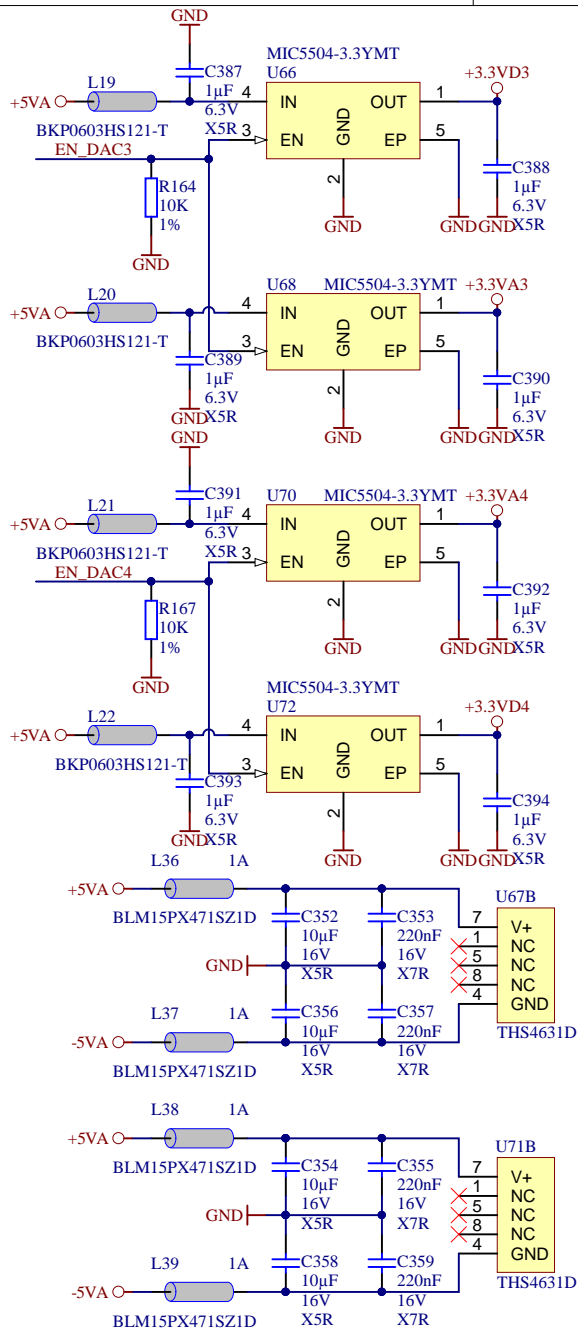 GND
MIC5504-3.3YMT
U66
L19
C387
1µF
6.3V
X5R
+5VA
4
IN
OUT
1
+3.3VD3
BKP0603HS121-T
3
EN
GND
EP
5
EN_DAC3
2
C388
1µF
6.3V
X5R
R164
10K
1%
GND
GND
GND
GND
L20
U68
MIC5504-3.3YMT
+3.3VA3
+5VA
4
IN
OUT
1
BKP0603HS121-T
3
EN
GND
EP
5
C389
1µF
6.3V
X5R
2
C390
1µF
6.3V
X5R
GND
GND
GND
GND
GND
L21
C391
1µF
6.3V
X5R
U70
MIC5504-3.3YMT
+3.3VA4
+5VA
4
IN
OUT
1
BKP0603HS121-T
3
EN
GND
EP
5
EN_DAC4
2
C392
1µF
6.3V
X5R
R167
10K
1%
GND
GND
GND
GND
MIC5504-3.3YMT
L22
U72
+3.3VD4
+5VA
4
IN
OUT
1
BKP0603HS121-T
3
EN
GND
EP
5
C393
1µF
6.3V
X5R
2
C394
1µF
6.3V
X5R
GND
GND
GND
GND
L36
1A
+5VA
BLM15PX471SZ1D
C352
10µF
16V
X5R
C353
220nF
16V
X7R
GND
U67B
7
V+
1
NC
5
NC
8
NC
4
GND
THS4631D
L37
1A
-5VA
BLM15PX471SZ1D
C356
10µF
16V
X5R
C357
220nF
16V
X7R
L38
1A
+5VA
BLM15PX471SZ1D
C354
10µF
16V
X5R
C355
220nF
16V
X7R
GND
U71B
7
V+
1
NC
5
NC
8
NC
4
GND
THS4631D
L39
1A
-5VA
BLM15PX471SZ1D
C358
10µF
16V
X5R
C359
220nF
16V
X7R